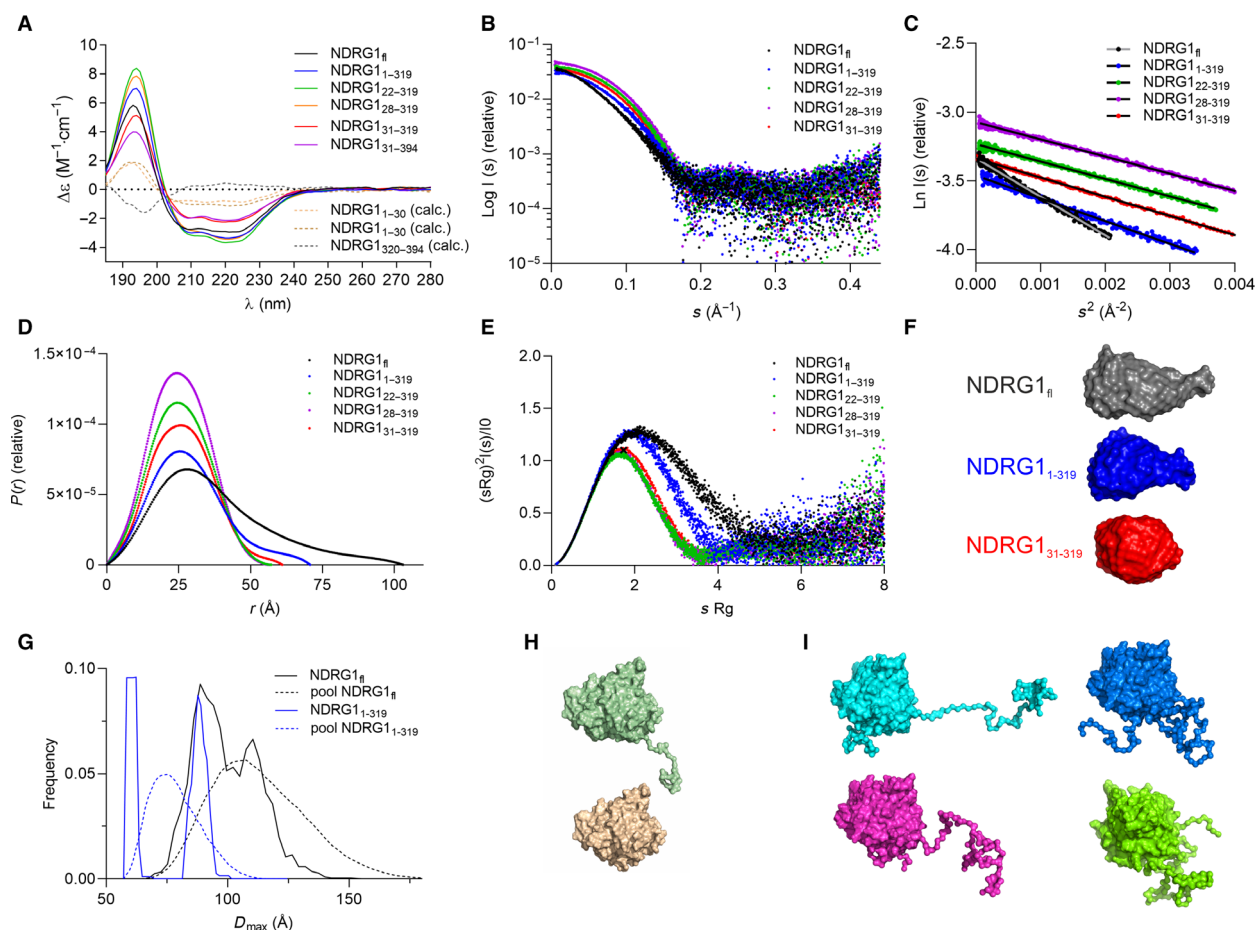 A
10
8
6
4
2
0
-2
-4
Δε (M⁻¹·cm⁻¹)
190 200 210 220 230 240 250 260 270 280
λ (nm)
NDRG1fl
NDRG11–319
NDRG122–319
NDRG128–319
NDRG131–319
NDRG131–394
NDRG11–30 (calc.)
NDRG11–30 (calc.)
NDRG1320–394 (calc.)
B
10⁻¹
10⁻²
10⁻³
10⁻⁴
10⁻⁵
Log I (s) (relative)
0.0 0.1 0.2 0.3 0.4
s (Å⁻¹)
NDRG1fl
NDRG11–319
NDRG122–319
NDRG128–319
NDRG131–319
C
-2.5
-3.0
-3.5
-4.0
Ln I(s) (relative)
0.000 0.001 0.002 0.003 0.004
s² (Å⁻²)
NDRG1fl
NDRG11–319
NDRG122–319
NDRG128–319
NDRG131–319
D
1.5×10⁻⁴
1×10⁻⁴
5×10⁻⁵
0
P(r) (relative)
0 25 50 75 100
r (Å)
NDRG1fl
NDRG11–319
NDRG122–319
NDRG128–319
NDRG131–319
E
2.0
1.5
1.0
0.5
0.0
(sRg)²I(s)/I0
0 2 4 6 8
s Rg
NDRG1fl
NDRG11–319
NDRG122–319
NDRG128–319
NDRG131–319
F
NDRG1fl
NDRG11-319
NDRG131-319
G
0.10
0.05
0.00
Frequency
50 100 150
Dmax (Å)
NDRG1fl
pool NDRG1fl
NDRG11–319
pool NDRG11–319
H
I